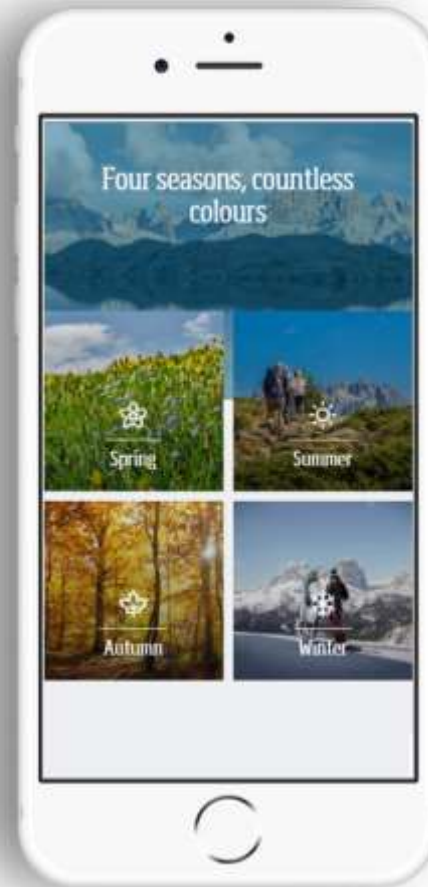 Four seasons, countless
colours
Spring
Summer
Autumn
Winter